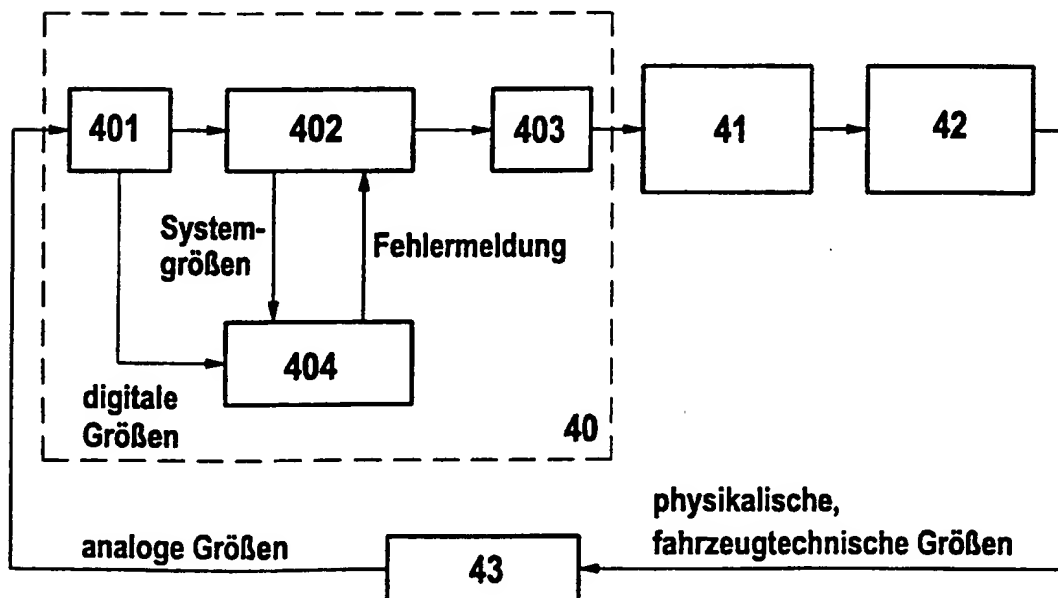 401
402
403
41
42
System-
größen
Fehlermeldung
404
digitale
Größen
40
physikalische,
fahrzeugtechnische Größen
analoge Größen
43